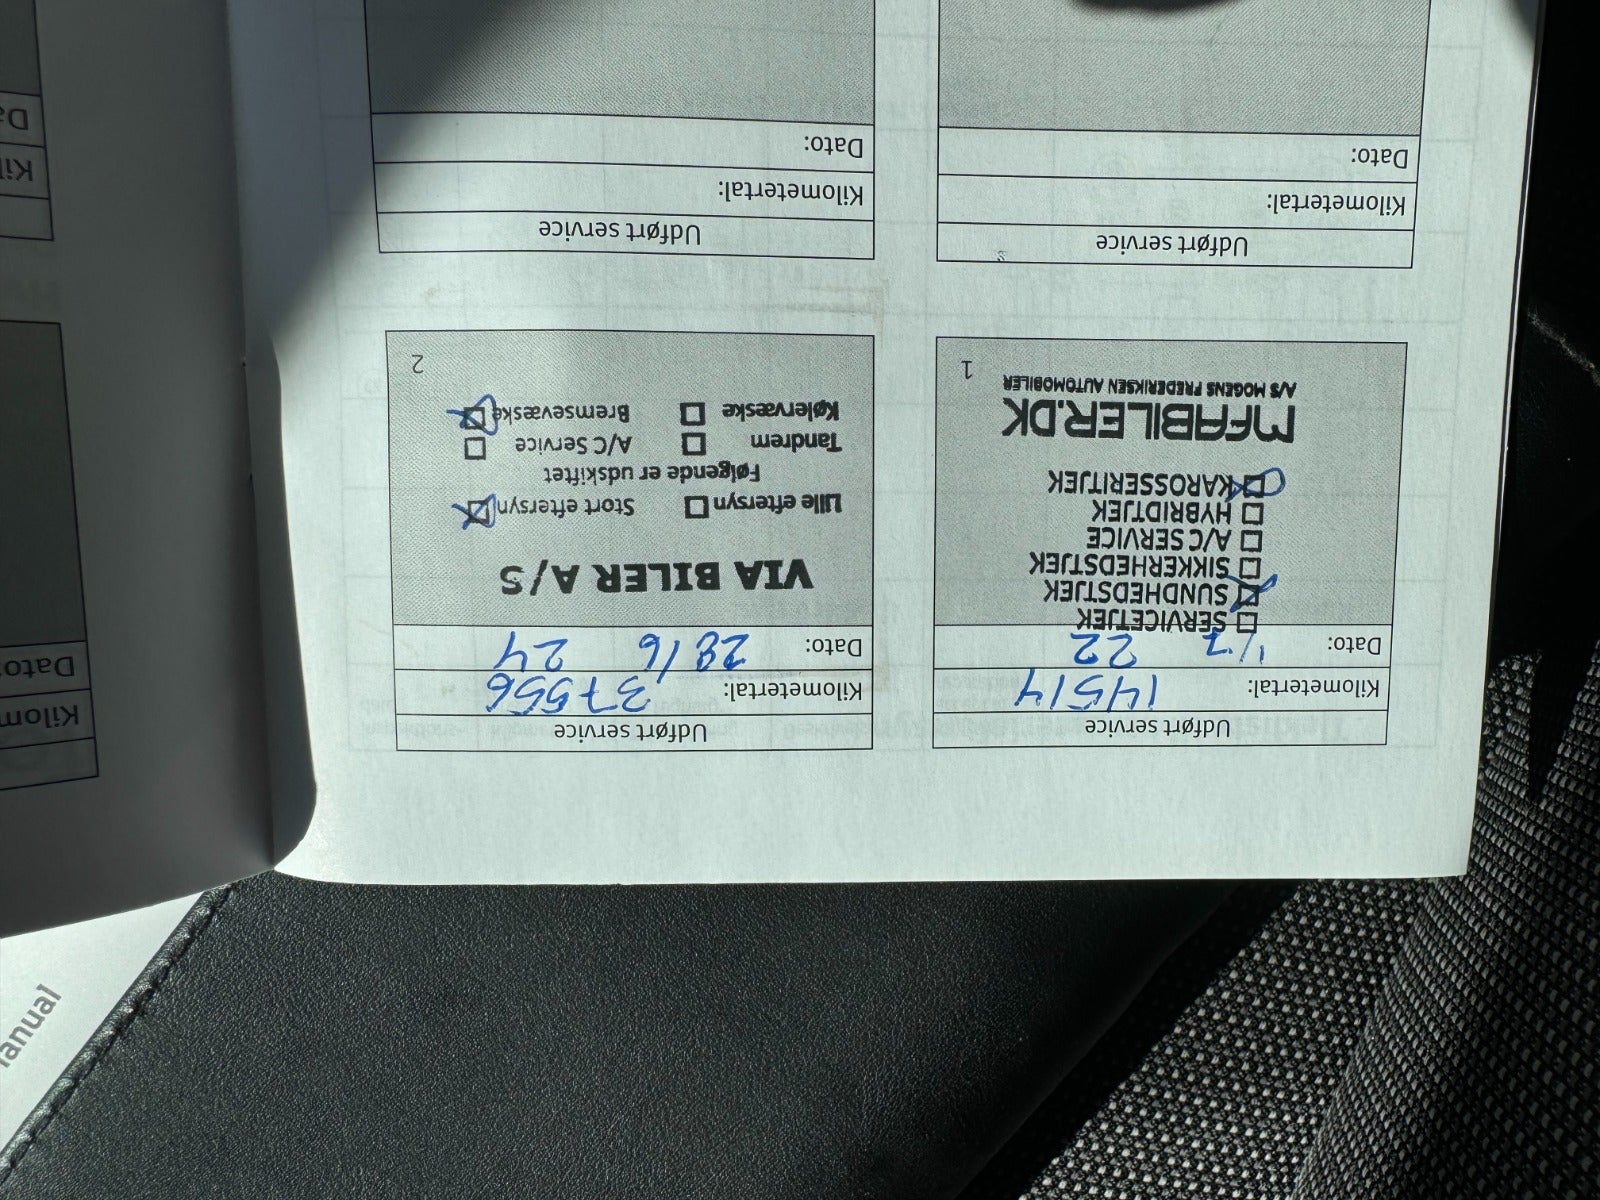 Udført service
Kilometertal: 14514
Dato: 1/7 22
SERVICETJEK
SUNDHEDSTJEK
SIKKERHEDSTJEK
A/C SERVICE
HYBRIDTJEK
KAROSSERITJEK
MFABILER.DK
A/S MOGENS FREDERIKSEN AUTOMOBILER
1
Udført service
Kilometertal: 37556
Dato: 28/6 24
VIA BILER A/S
Lille eftersyn Stort eftersyn
Følgende er udskiftet
Tandrem A/C Service
Kølervæske Bremsevæske
2
Udført service
Kilometertal:
Dato:
Udført service
Kilometertal:
Dato:
Kilom
Dato:
Kil
Da
anual